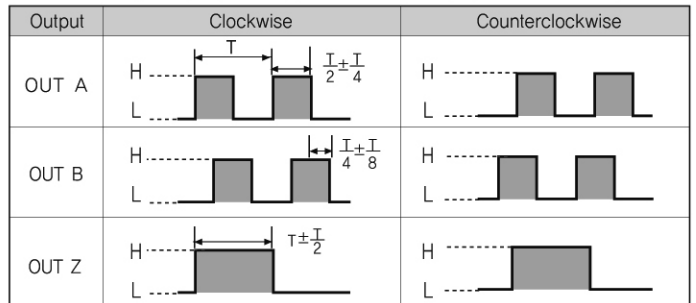 Output Clockwise Counterclockwise
OUT A H L T T/2±T/4 H L
OUT B H L T/4±T/8 H L
OUT Z H L T±T/2 H L